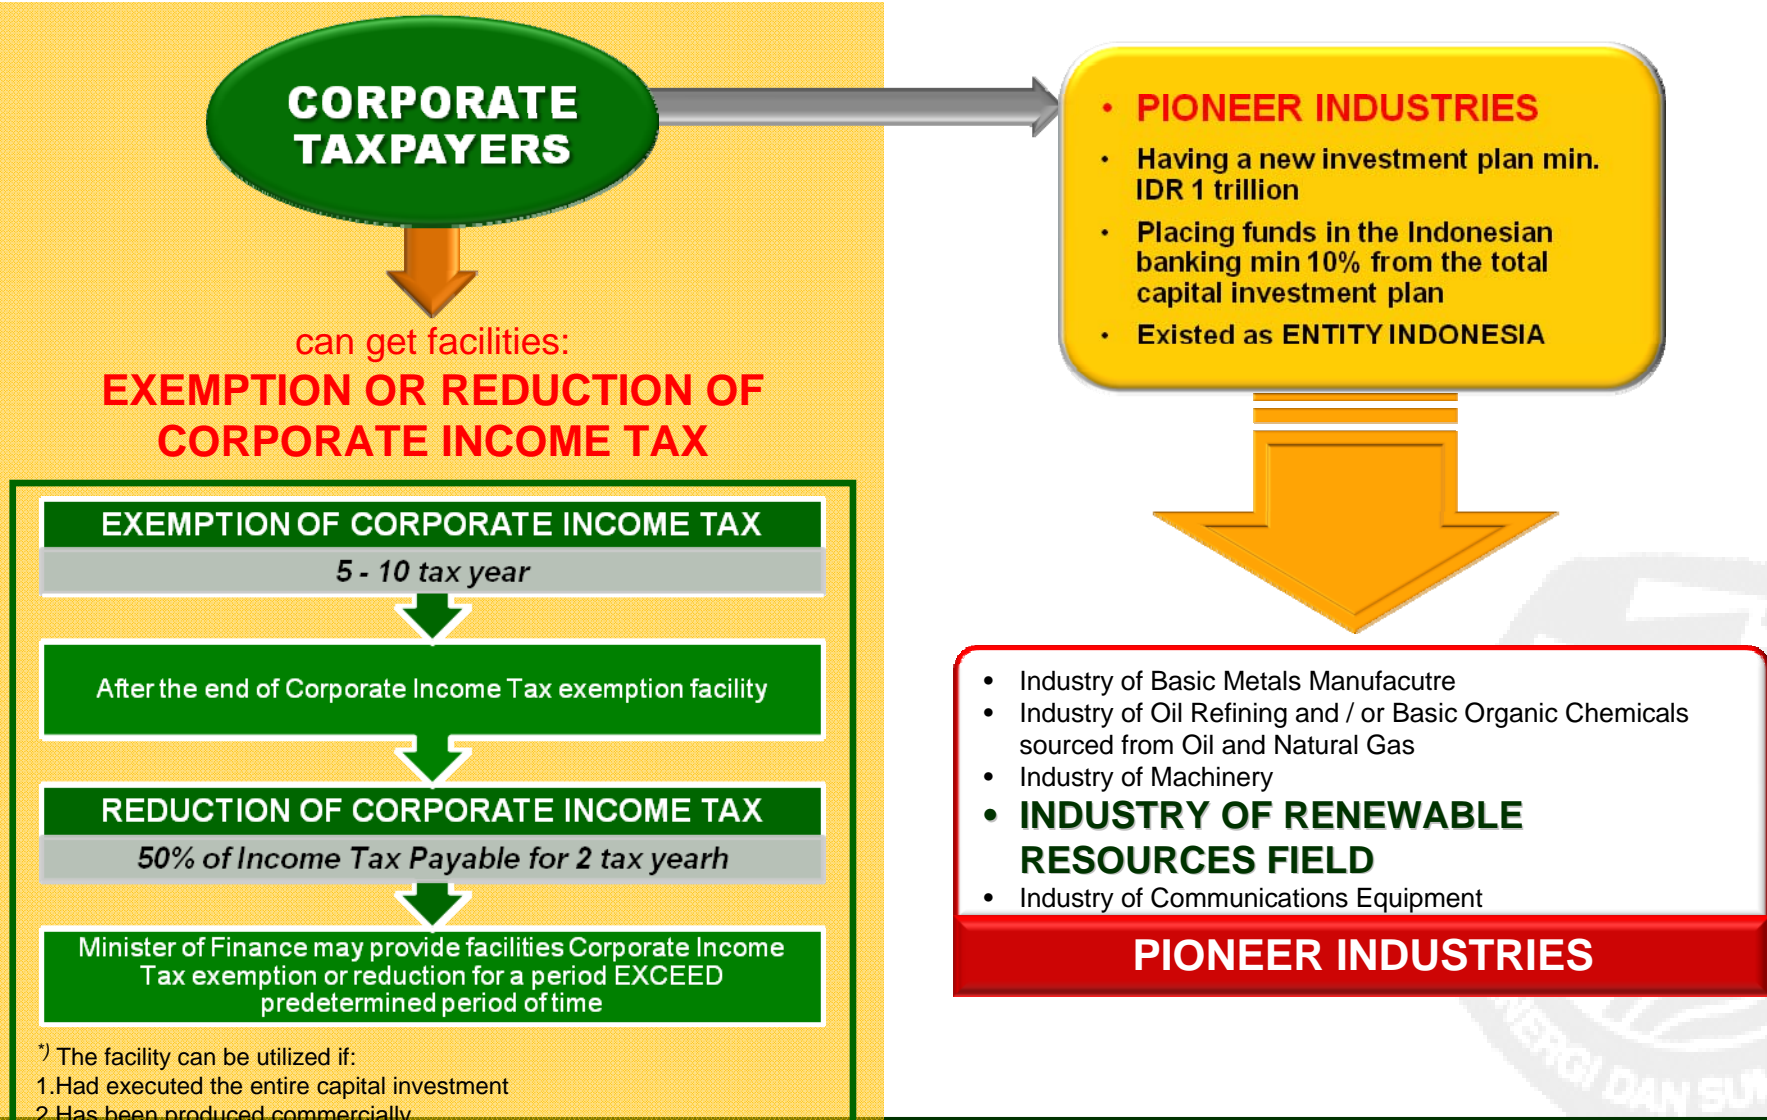 CORPORATE
TAXPAYERS
can get facilities:
EXEMPTION OR REDUCTION OF
CORPORATE INCOME TAX
EXEMPTION OF CORPORATE INCOME TAX
5 - 10 tax year
After the end of Corporate Income Tax exemption facility
REDUCTION OF CORPORATE INCOME TAX
50% of Income Tax Payable for 2 tax yearh
Minister of Finance may provide facilities Corporate Income
Tax exemption or reduction for a period EXCEED
predetermined period of time
*) The facility can be utilized if:
1.Had executed the entire capital investment
2.Has been produced commercially
• PIONEER INDUSTRIES
• Having a new investment plan min.
IDR 1 trillion
• Placing funds in the Indonesian
banking min 10% from the total
capital investment plan
• Existed as ENTITY INDONESIA
• Industry of Basic Metals Manufacutre
• Industry of Oil Refining and / or Basic Organic Chemicals
sourced from Oil and Natural Gas
• Industry of Machinery
• INDUSTRY OF RENEWABLE
RESOURCES FIELD
• Industry of Communications Equipment
PIONEER INDUSTRIES
DAN